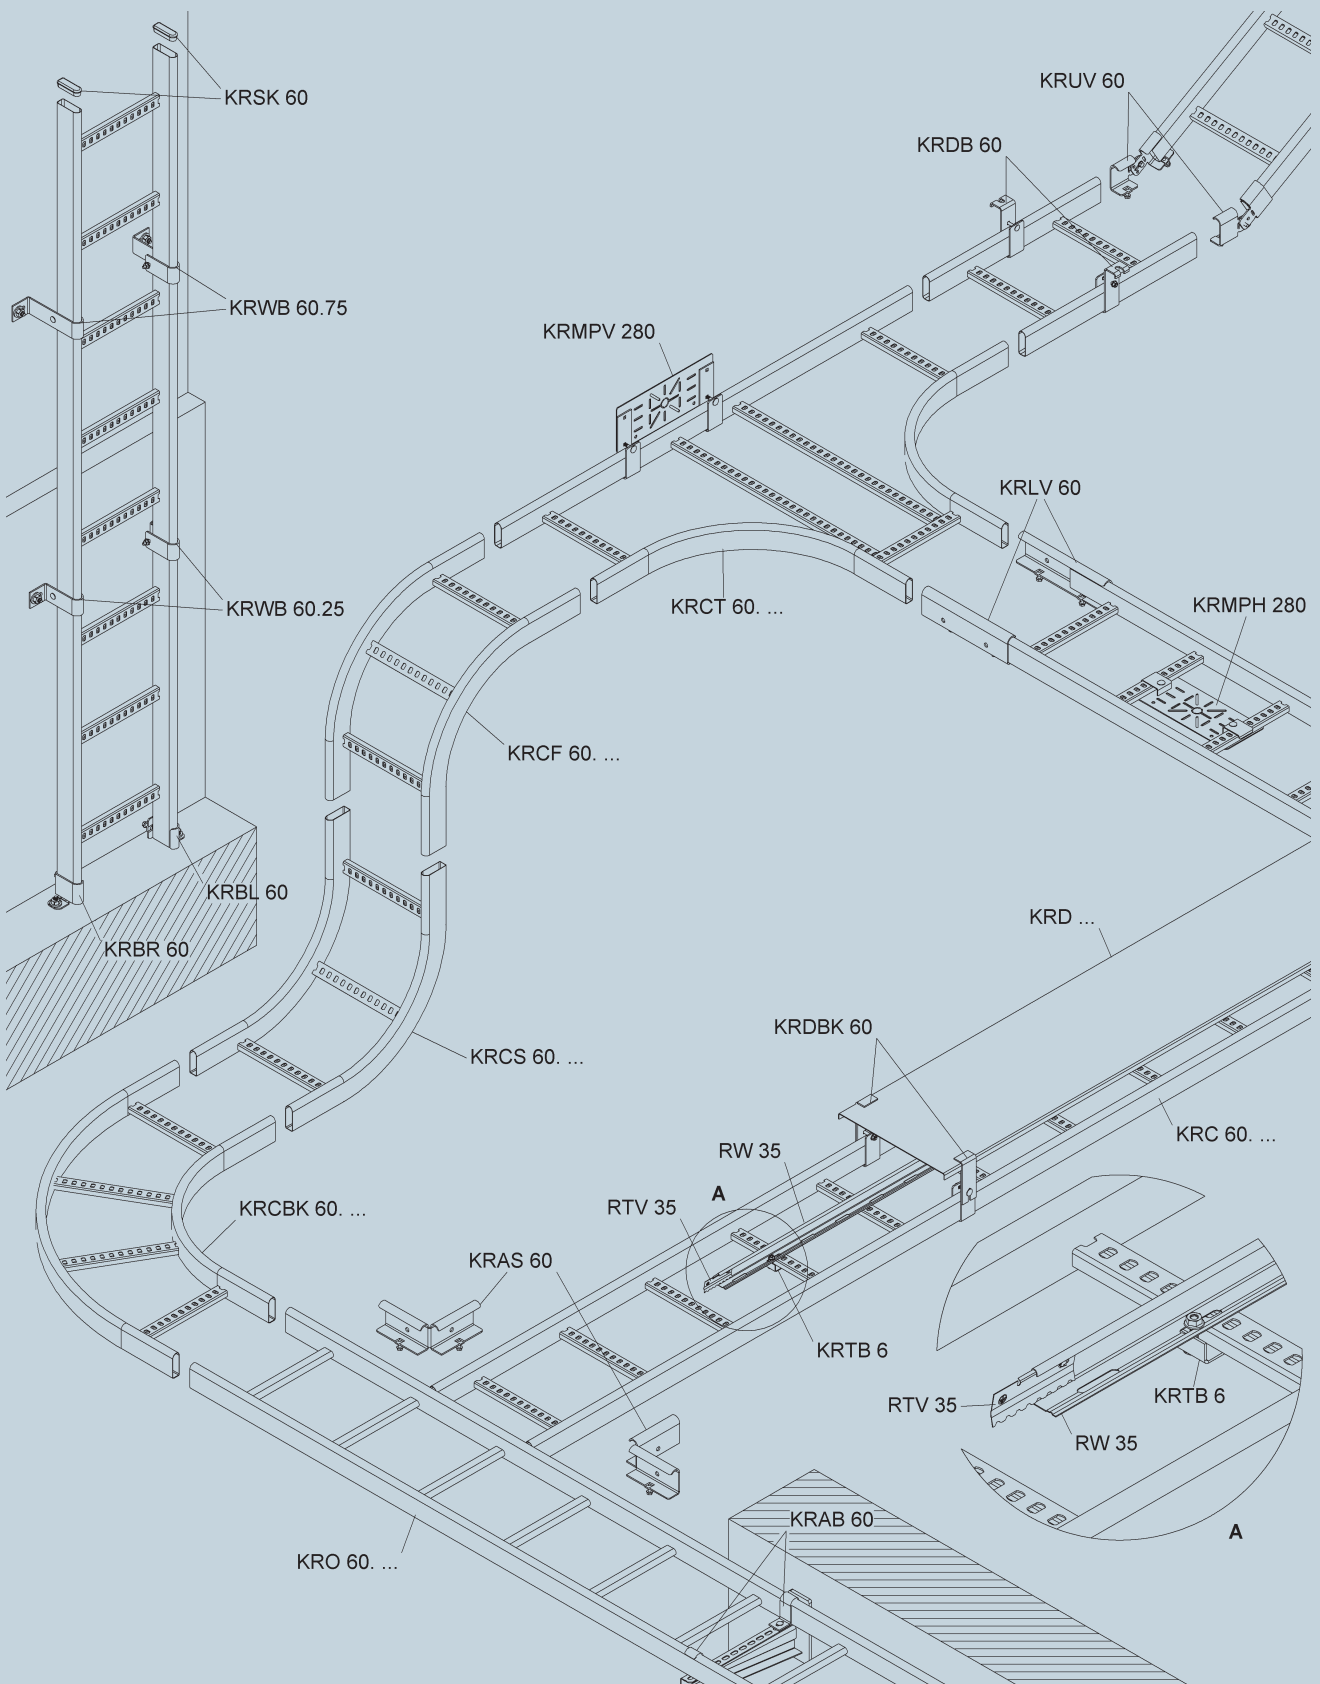 KRSK 60
KRUV 60
KRDB 60
KRWB 60.75
KRMPV 280
KRLV 60
KRWB 60.25
KRCT 60. ...
KRMPH 280
KRCF 60. ...
KRBL 60
KRBR 60
KRD ...
KRDBK 60
KRCS 60. ...
KRC 60. ...
RW 35
A
RTV 35
KRCBK 60. ...
KRAS 60
KRTB 6
KRTB 6
RTV 35
RW 35
KRAB 60
A
KRO 60. ...